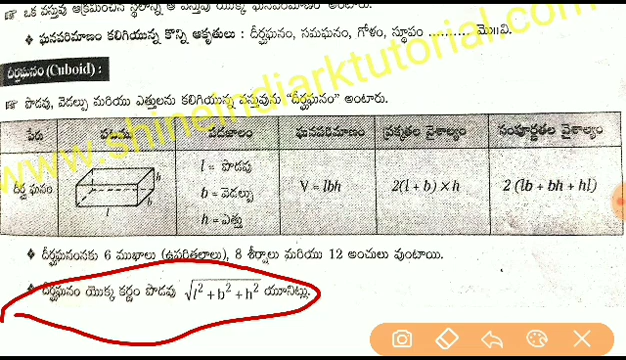 ఒక వస్తువు ఆక్రమించిన స్థలాన్ని ఆ వస్తువు యొక్క ఘనపరిమాణం అంటారు.
❖ ఘనపరిమాణం కలిగియున్న కొన్ని ఆకృతులు : దీర్ఘఘనం, సమఘనం, గోళం, స్థూపం .......... మొ॥వి.
దీర్ఘఘనం (Cuboid) :
పొడవు, వెడల్పు మరియు ఎత్తులను కలిగియున్న వస్తువును "దీర్ఘఘనం" అంటారు.
పేరు పటము పదజాలం ఘనపరిమాణం ప్రక్కతల వైశాల్యం సంపూర్ణతల వైశాల్యం
దీర్ఘ ఘనం l b h l = పొడవు
b = వెడల్పు
h = ఎత్తు
V = lbh 2(l + b) × h 2 (lb + bh + hl)
❖ దీర్ఘఘనంనకు 6 ముఖాలు (ఉపరితలాలు), 8 శీర్షాలు మరియు 12 అంచులు వుంటాయి.
❖ దీర్ఘఘనం యొక్క కర్ణం పొడవు √l² + b² + h² యూనిట్లు.
www.shineindiarktutorial.com